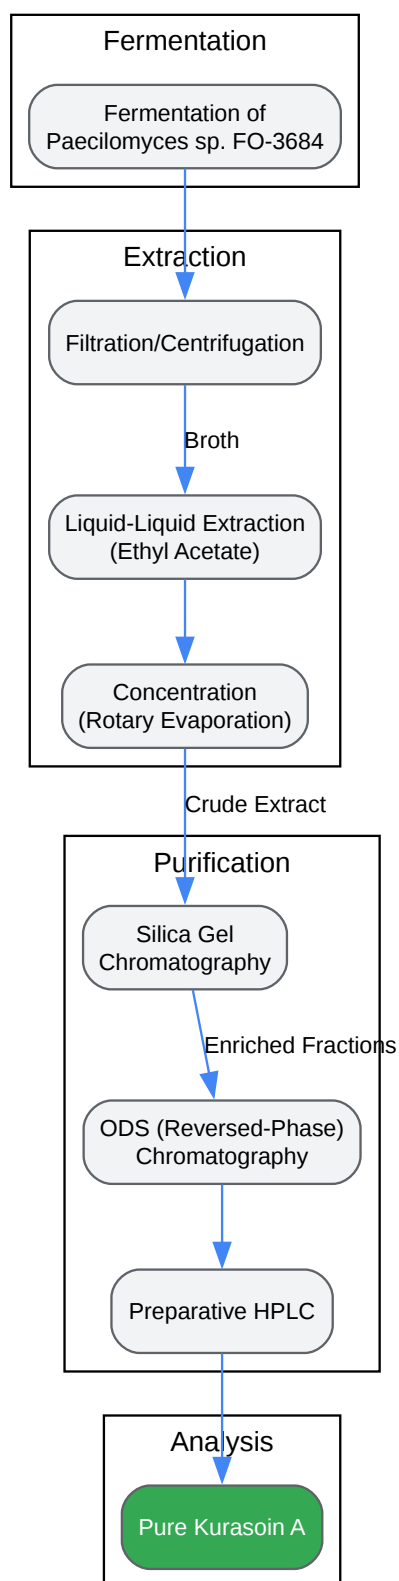 Fermentation
Fermentation of
Paecilomyces sp. FO-3684
Extraction
Filtration/Centrifugation
Broth
Liquid-Liquid Extraction
(Ethyl Acetate)
Concentration
(Rotary Evaporation)
Crude Extract
Purification
Silica Gel
Chromatography
Enriched Fractions
ODS (Reversed-Phase)
Chromatography
Preparative HPLC
Analysis
Pure Kurasoin A